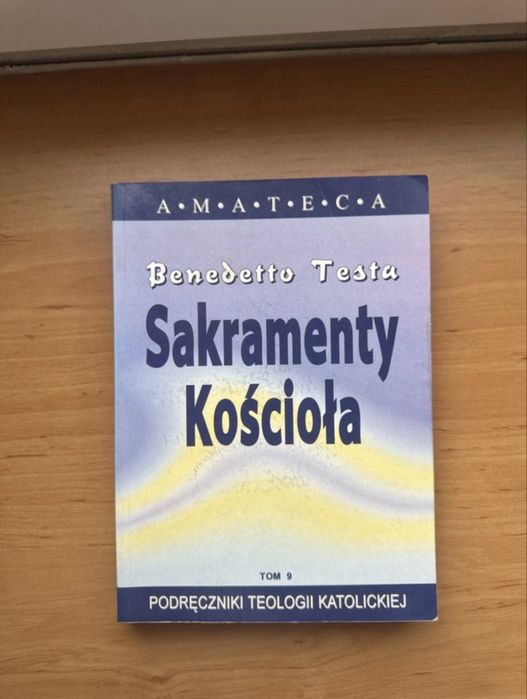 A•M•A•T•E•C•A
Benedetto Testa
Sakramenty
Kościoła
TOM 9
PODRĘCZNIKI TEOLOGII KATOLICKIEJ